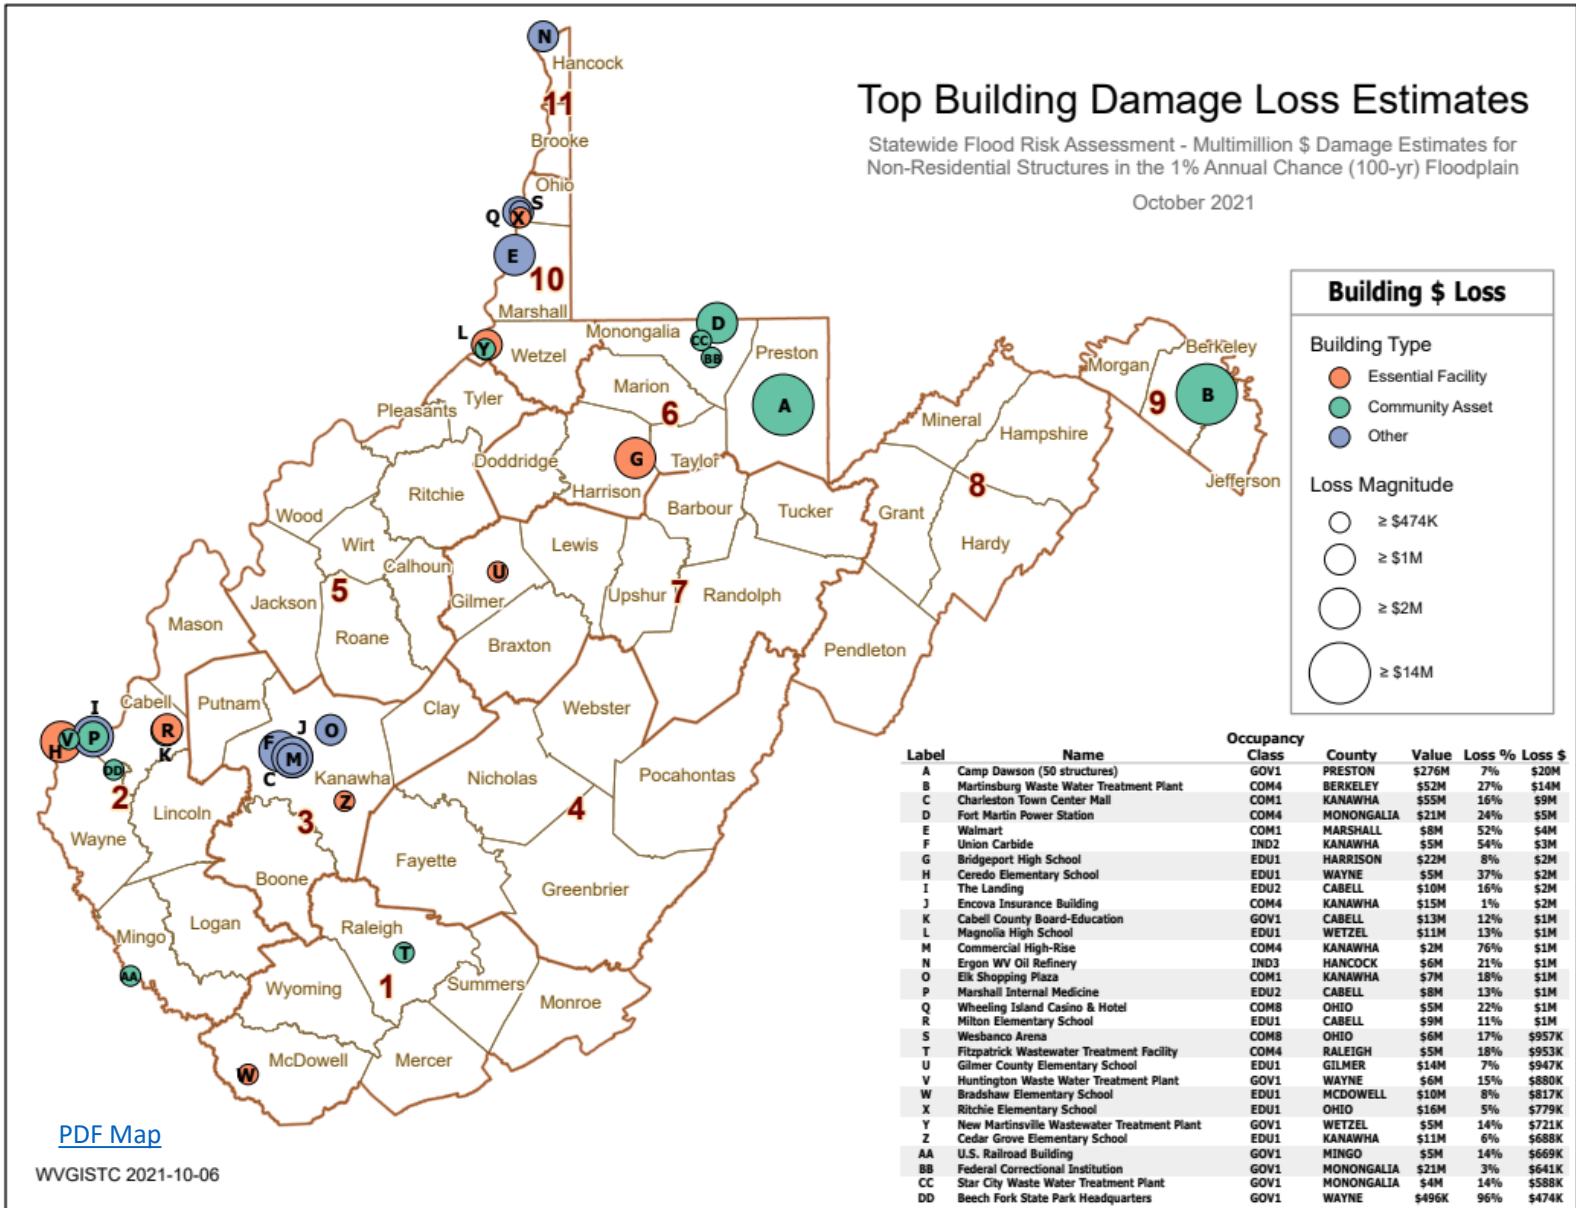 Top Building Damage Loss Estimates
Statewide Flood Risk Assessment - Multimillion $ Damage Estimates for
Non-Residential Structures in the 1% Annual Chance (100-yr) Floodplain
October 2021
N
Hancock
11
Brooke
Ohio
S
Q
X
E
10
Marshall
L
Y
Wetzel
Monongalia
D
CC
BB
Preston
A
Marion
6
Tyler
Pleasants
Doddridge
G
Taylor
Harrison
Ritchie
Wood
Barbour
Tucker
Mineral
Hampshire
8
Grant
Hardy
Morgan
Berkeley
9
B
Jefferson
Wirt
Calhoun
Lewis
U
Gilmer
5
Jackson
Roane
Upshur
7
Randolph
Braxton
Pendleton
Mason
Cabell
Putnam
Clay
Webster
I
H
V
P
R
K
DD
2
J
O
F
M
C
Kanawha
Z
Nicholas
Pocahontas
4
Lincoln
3
Wayne
Fayette
Boone
Greenbrier
Logan
Raleigh
Mingo
T
AA
1
Wyoming
Summers
Monroe
McDowell
Mercer
W
Building $ Loss
Building Type
Essential Facility
Community Asset
Other
Loss Magnitude
≥ $474K
≥ $1M
≥ $2M
≥ $14M
Label Name Occupancy Class County Value Loss % Loss $
A Camp Dawson (50 structures) GOV1 PRESTON $276M 7% $20M
B Martinsburg Waste Water Treatment Plant COM4 BERKELEY $52M 27% $14M
C Charleston Town Center Mall COM1 KANAWHA $55M 16% $9M
D Fort Martin Power Station COM4 MONONGALIA $21M 24% $5M
E Walmart COM1 MARSHALL $8M 52% $4M
F Union Carbide IND2 KANAWHA $5M 54% $3M
G Bridgeport High School EDU1 HARRISON $22M 8% $2M
H Ceredo Elementary School EDU1 WAYNE $5M 37% $2M
I The Landing EDU2 CABELL $10M 16% $2M
J Encova Insurance Building COM4 KANAWHA $15M 1% $2M
K Cabell County Board-Education GOV1 CABELL $13M 12% $1M
L Magnolia High School EDU1 WETZEL $11M 13% $1M
M Commercial High-Rise COM4 KANAWHA $2M 76% $1M
N Ergon WV Oil Refinery IND3 HANCOCK $6M 21% $1M
O Elk Shopping Plaza COM1 KANAWHA $7M 18% $1M
P Marshall Internal Medicine EDU2 CABELL $8M 13% $1M
Q Wheeling Island Casino & Hotel COM8 OHIO $5M 22% $1M
R Milton Elementary School EDU1 CABELL $9M 11% $1M
S Wesbanco Arena COM8 OHIO $6M 17% $957K
T Fitzpatrick Wastewater Treatment Facility COM4 RALEIGH $5M 18% $953K
U Gilmer County Elementary School EDU1 GILMER $14M 7% $947K
V Huntington Waste Water Treatment Plant GOV1 WAYNE $6M 15% $880K
W Bradshaw Elementary School EDU1 MCDOWELL $10M 8% $817K
X Ritchie Elementary School EDU1 OHIO $16M 5% $779K
Y New Martinsville Wastewater Treatment Plant GOV1 WETZEL $5M 14% $721K
Z Cedar Grove Elementary School EDU1 KANAWHA $11M 6% $688K
AA U.S. Railroad Building GOV1 MINGO $5M 14% $669K
BB Federal Correctional Institution GOV1 MONONGALIA $21M 3% $641K
CC Star City Waste Water Treatment Plant GOV1 MONONGALIA $4M 14% $588K
DD Beech Fork State Park Headquarters GOV1 WAYNE $496K 96% $474K
PDF Map
WVGISTC 2021-10-06